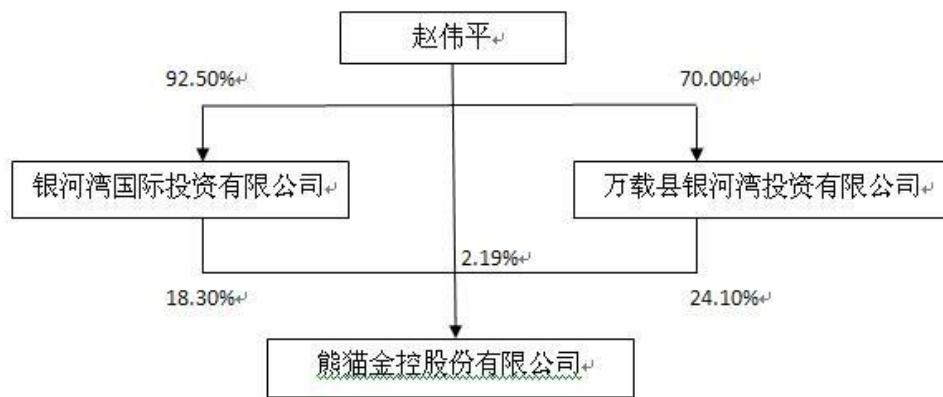 赵伟平
92.50%
70.00%
银河湾国际投资有限公司
万载县银河湾投资有限公司
2.19%
18.30%
24.10%
熊猫金控股份有限公司